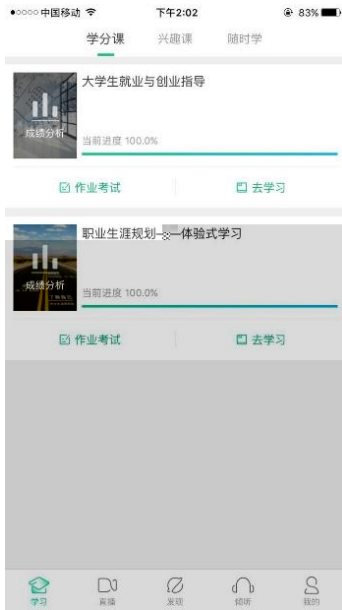 中国移动 下午2:02 83%
学分课 兴趣课 随时学
大学生就业与创业指导
成绩分析
当前进度 100.0%
作业考试 去学习
职业生涯规划——体验式学习
成绩分析
当前进度 100.0%
作业考试 去学习
学习 直播 发现 倾听 我的